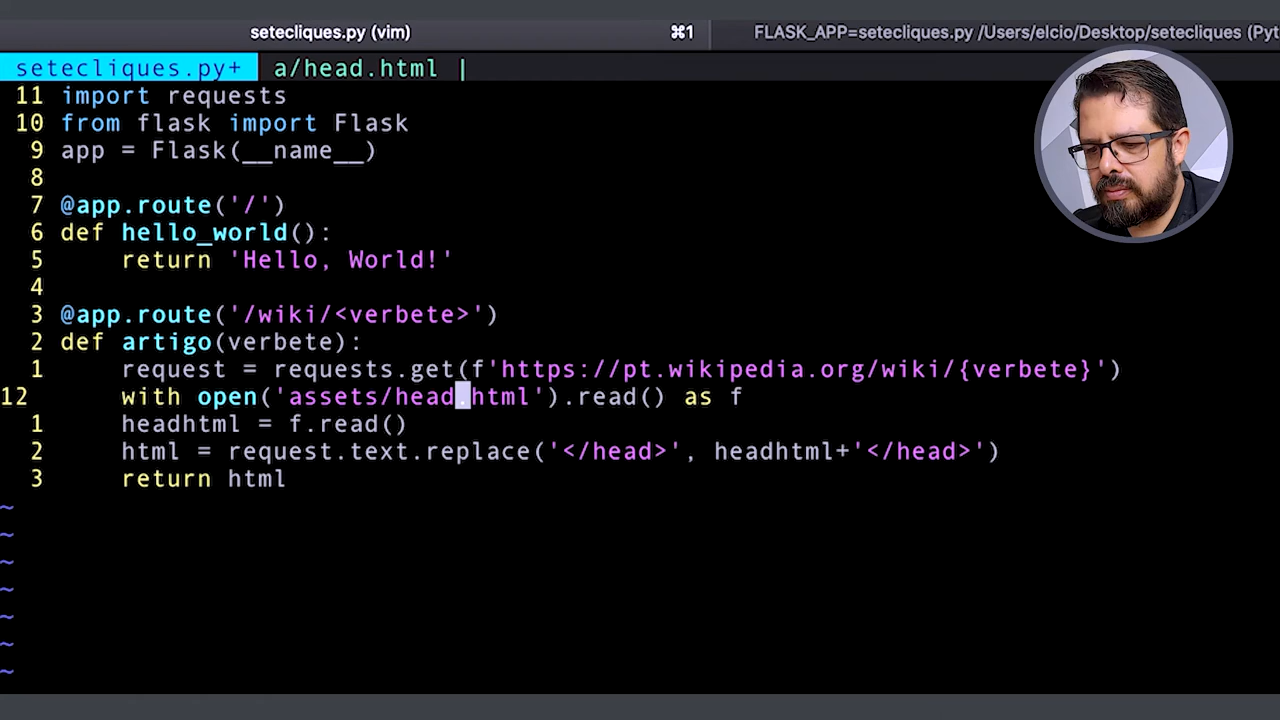 setecliques.py (vim) ⌘1 FLASK_APP=setecliques.py /Users/elcio/Desktop/setecliques (Pyt
setecliques.py+ a/head.html |
11 import requests
10 from flask import Flask
9 app = Flask(__name__)
8
7 @app.route('/')
6 def hello_world():
5     return 'Hello, World!'
4
3 @app.route('/wiki/<verbete>')
2 def artigo(verbete):
1     request = requests.get(f'https://pt.wikipedia.org/wiki/{verbete}')
12     with open('assets/head.html').read() as f
1     headhtml = f.read()
2     html = request.text.replace('</head>', headhtml+'</head>')
3     return html
~
~
~
~
~
~
~